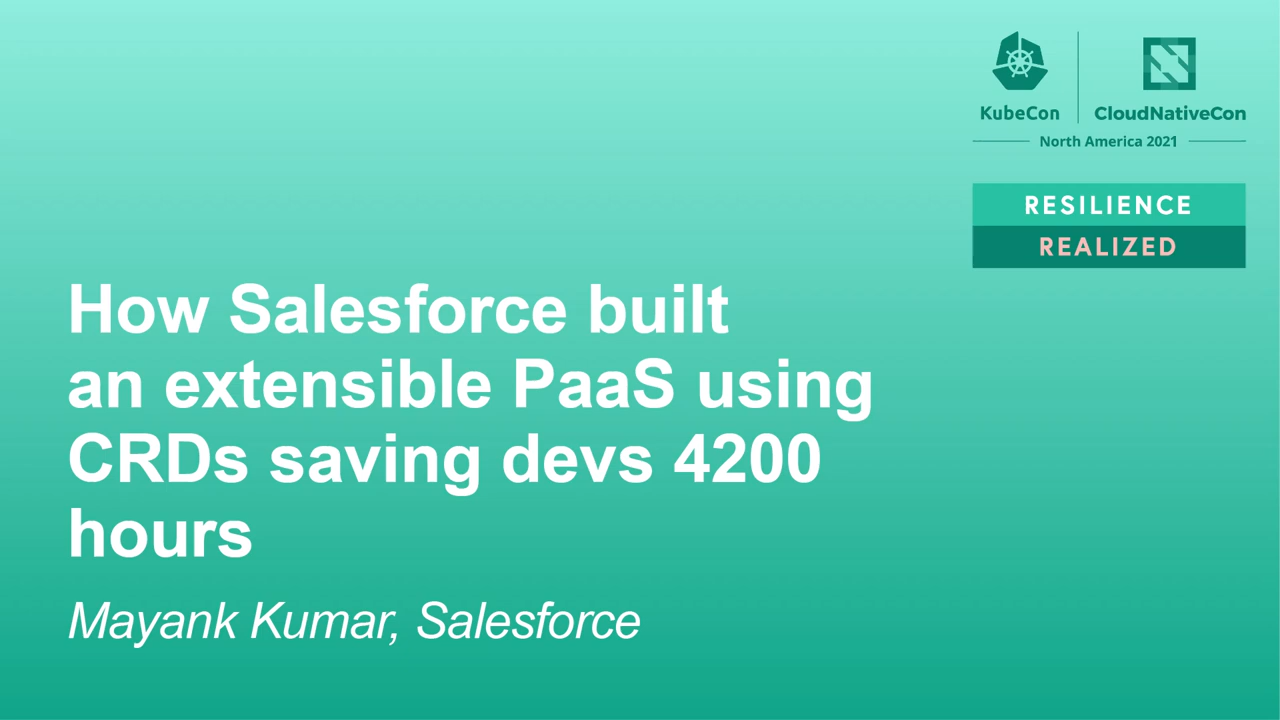 KubeCon
CloudNativeCon
North America 2021
RESILIENCE
REALIZED
How Salesforce built
an extensible PaaS using
CRDs saving devs 4200
hours
Mayank Kumar, Salesforce